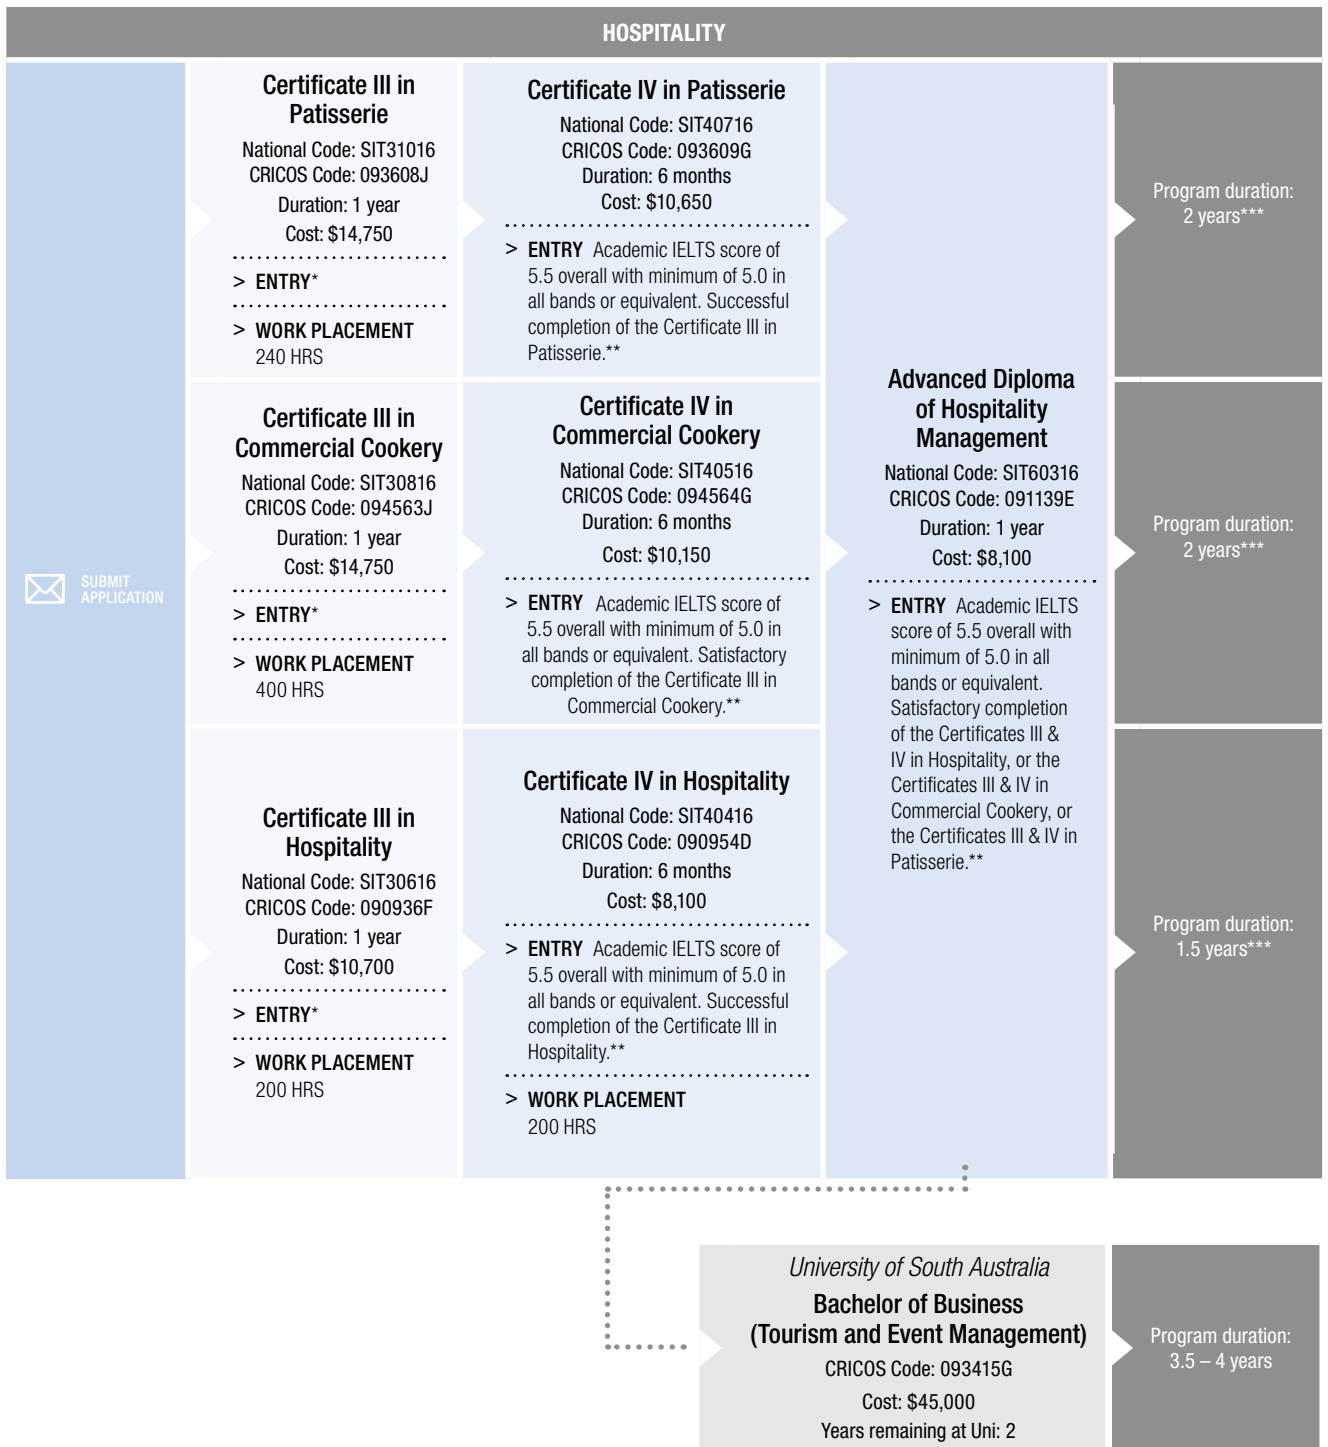 HOSPITALITY
SUBMIT
APPLICATION
Certificate III in
Patisserie
National Code: SIT31016
CRICOS Code: 093608J
Duration: 1 year
Cost: $14,750
> ENTRY*
> WORK PLACEMENT
240 HRS
Certificate IV in Patisserie
National Code: SIT40716
CRICOS Code: 093609G
Duration: 6 months
Cost: $10,650
> ENTRY Academic IELTS score of
5.5 overall with minimum of 5.0 in
all bands or equivalent. Successful
completion of the Certificate III in
Patisserie.**
Program duration:
2 years***
Certificate III in
Commercial Cookery
National Code: SIT30816
CRICOS Code: 094563J
Duration: 1 year
Cost: $14,750
> ENTRY*
> WORK PLACEMENT
400 HRS
Certificate IV in
Commercial Cookery
National Code: SIT40516
CRICOS Code: 094564G
Duration: 6 months
Cost: $10,150
> ENTRY Academic IELTS score of
5.5 overall with minimum of 5.0 in
all bands or equivalent. Satisfactory
completion of the Certificate III in
Commercial Cookery.**
Advanced Diploma
of Hospitality
Management
National Code: SIT60316
CRICOS Code: 091139E
Duration: 1 year
Cost: $8,100
> ENTRY Academic IELTS
score of 5.5 overall with
minimum of 5.0 in all
bands or equivalent.
Satisfactory completion
of the Certificates III &
IV in Hospitality, or the
Certificates III & IV in
Commercial Cookery, or
the Certificates III & IV in
Patisserie.**
Program duration:
2 years***
Certificate III in
Hospitality
National Code: SIT30616
CRICOS Code: 090936F
Duration: 1 year
Cost: $10,700
> ENTRY*
> WORK PLACEMENT
200 HRS
Certificate IV in Hospitality
National Code: SIT40416
CRICOS Code: 090954D
Duration: 6 months
Cost: $8,100
> ENTRY Academic IELTS score of
5.5 overall with minimum of 5.0 in
all bands or equivalent. Successful
completion of the Certificate III in
Hospitality.**
> WORK PLACEMENT
200 HRS
Program duration:
1.5 years***
University of South Australia
Bachelor of Business
(Tourism and Event Management)
CRICOS Code: 093415G
Cost: $45,000
Years remaining at Uni: 2
Program duration:
3.5 – 4 years